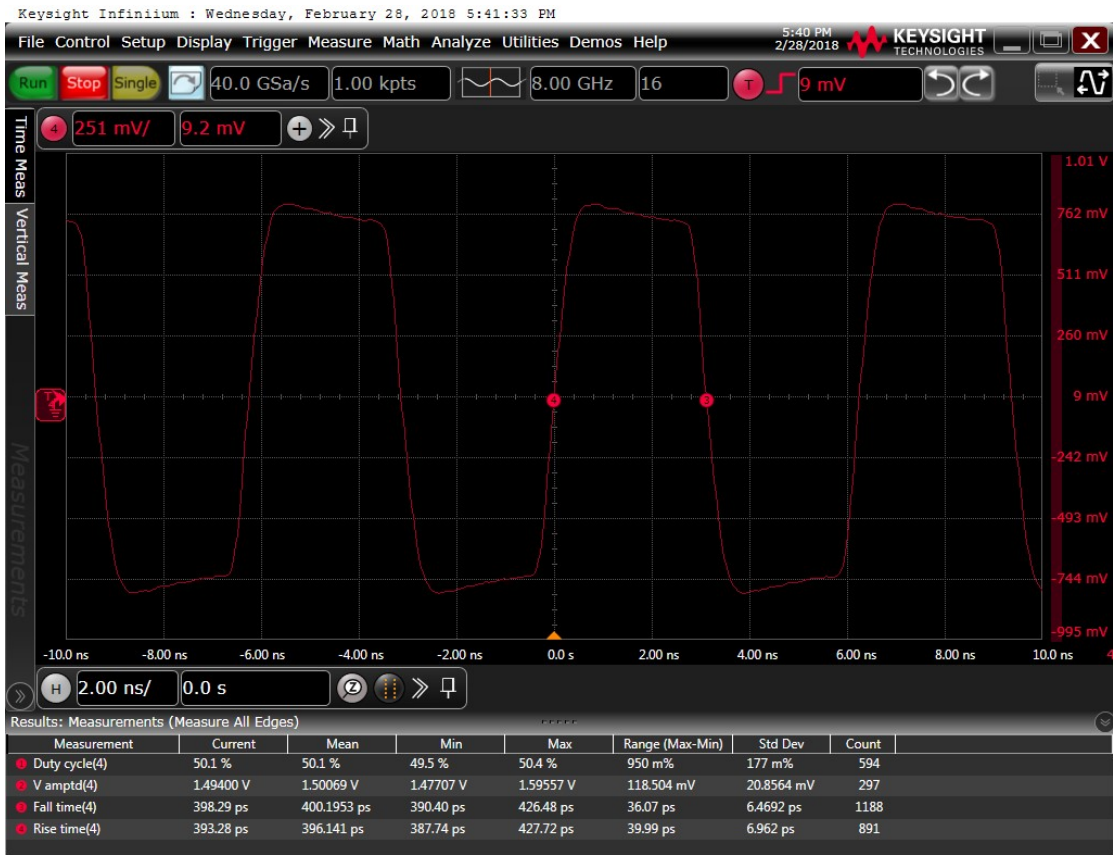 Keysight Infiniium : Wednesday, February 28, 2018 5:41:33 PM
File Control Setup Display Trigger Measure Math Analyze Utilities Demos Help
5:40 PM
2/28/2018
KEYSIGHT
TECHNOLOGIES
X
Run Stop Single 40.0 GSa/s 1.00 kpts 8.00 GHz 16 T 9 mV
4 251 mV/ 9.2 mV +
Time Meas
Vertical Meas
Measurements
1.01 V
762 mV
511 mV
260 mV
9 mV
-242 mV
-493 mV
-744 mV
-995 mV
T
4 3
-10.0 ns -8.00 ns -6.00 ns -4.00 ns -2.00 ns 0.0 s 2.00 ns 4.00 ns 6.00 ns 8.00 ns 10.0 ns 4
H 2.00 ns/ 0.0 s Z
Results: Measurements (Measure All Edges)
Measurement Current Mean Min Max Range (Max-Min) Std Dev Count
1 Duty cycle(4) 50.1 % 50.1 % 49.5 % 50.4 % 950 m% 177 m% 594
2 V amptd(4) 1.49400 V 1.50069 V 1.47707 V 1.59557 V 118.504 mV 20.8564 mV 297
3 Fall time(4) 398.29 ps 400.1953 ps 390.40 ps 426.48 ps 36.07 ps 6.4692 ps 1188
4 Rise time(4) 393.28 ps 396.141 ps 387.74 ps 427.72 ps 39.99 ps 6.962 ps 891